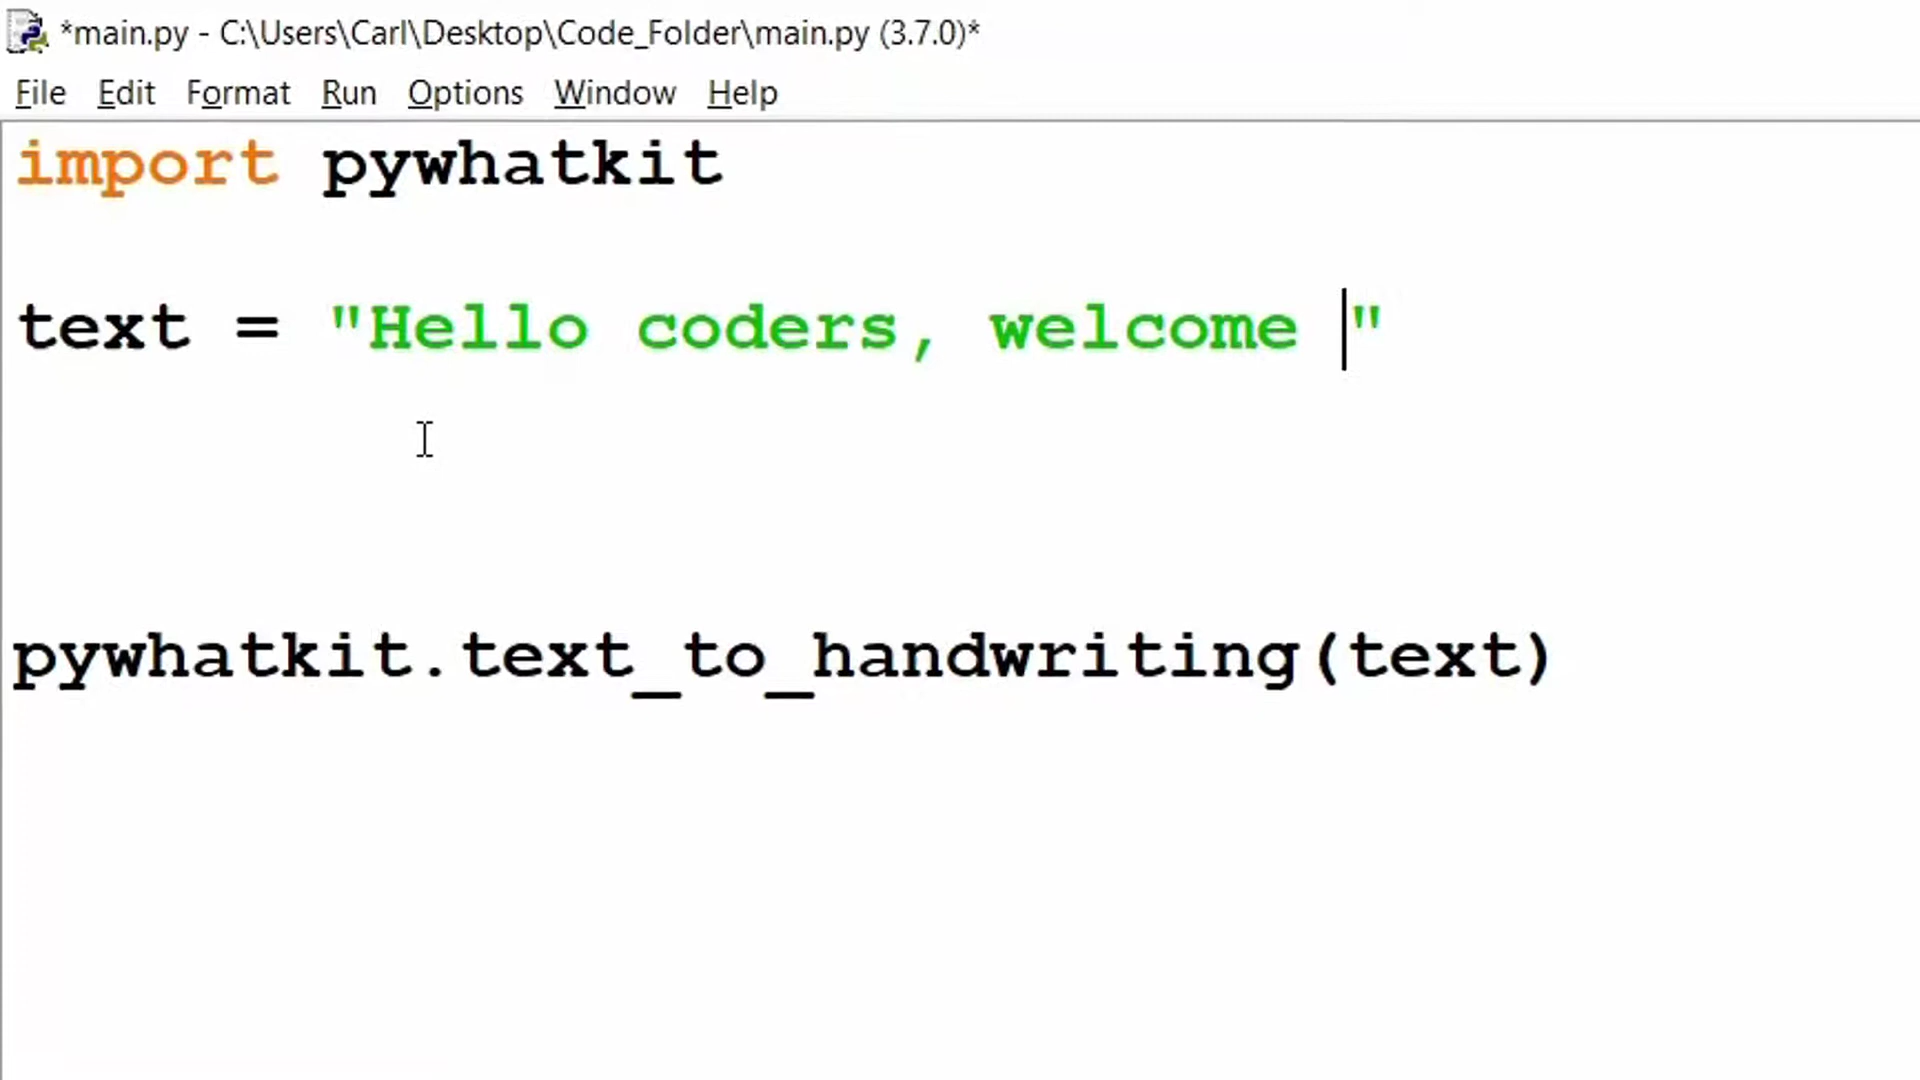 *main.py - C:\Users\Carl\Desktop\Code_Folder\main.py (3.7.0)*
File Edit Format Run Options Window Help
import pywhatkit
text = "Hello coders, welcome "
pywhatkit.text_to_handwriting(text)